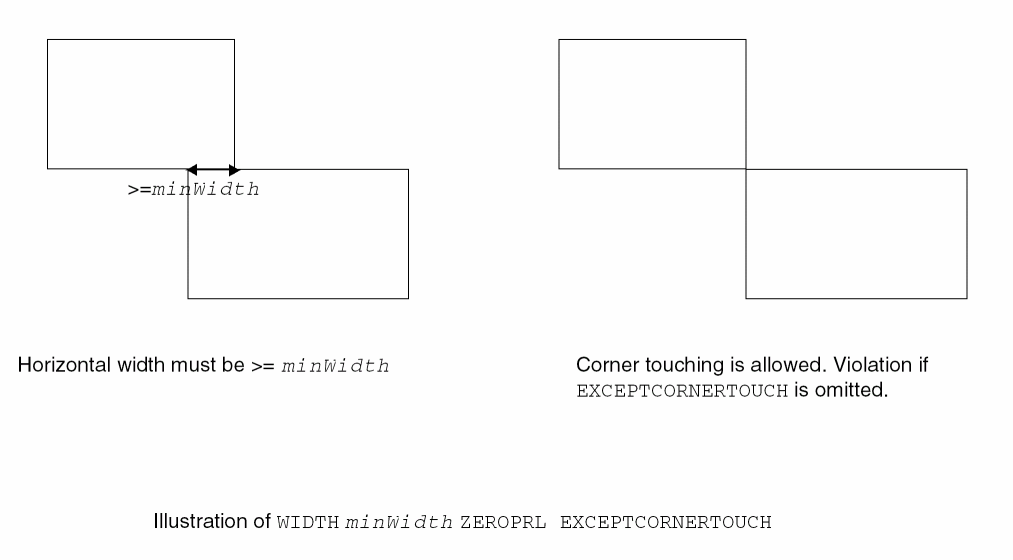 >=minWidth
Horizontal width must be >= minWidth
Corner touching is allowed. Violation if
EXCEPTCORNERTOUCH is omitted.
Illustration of WIDTH minWidth ZEROPRL EXCEPTCORNERTOUCH